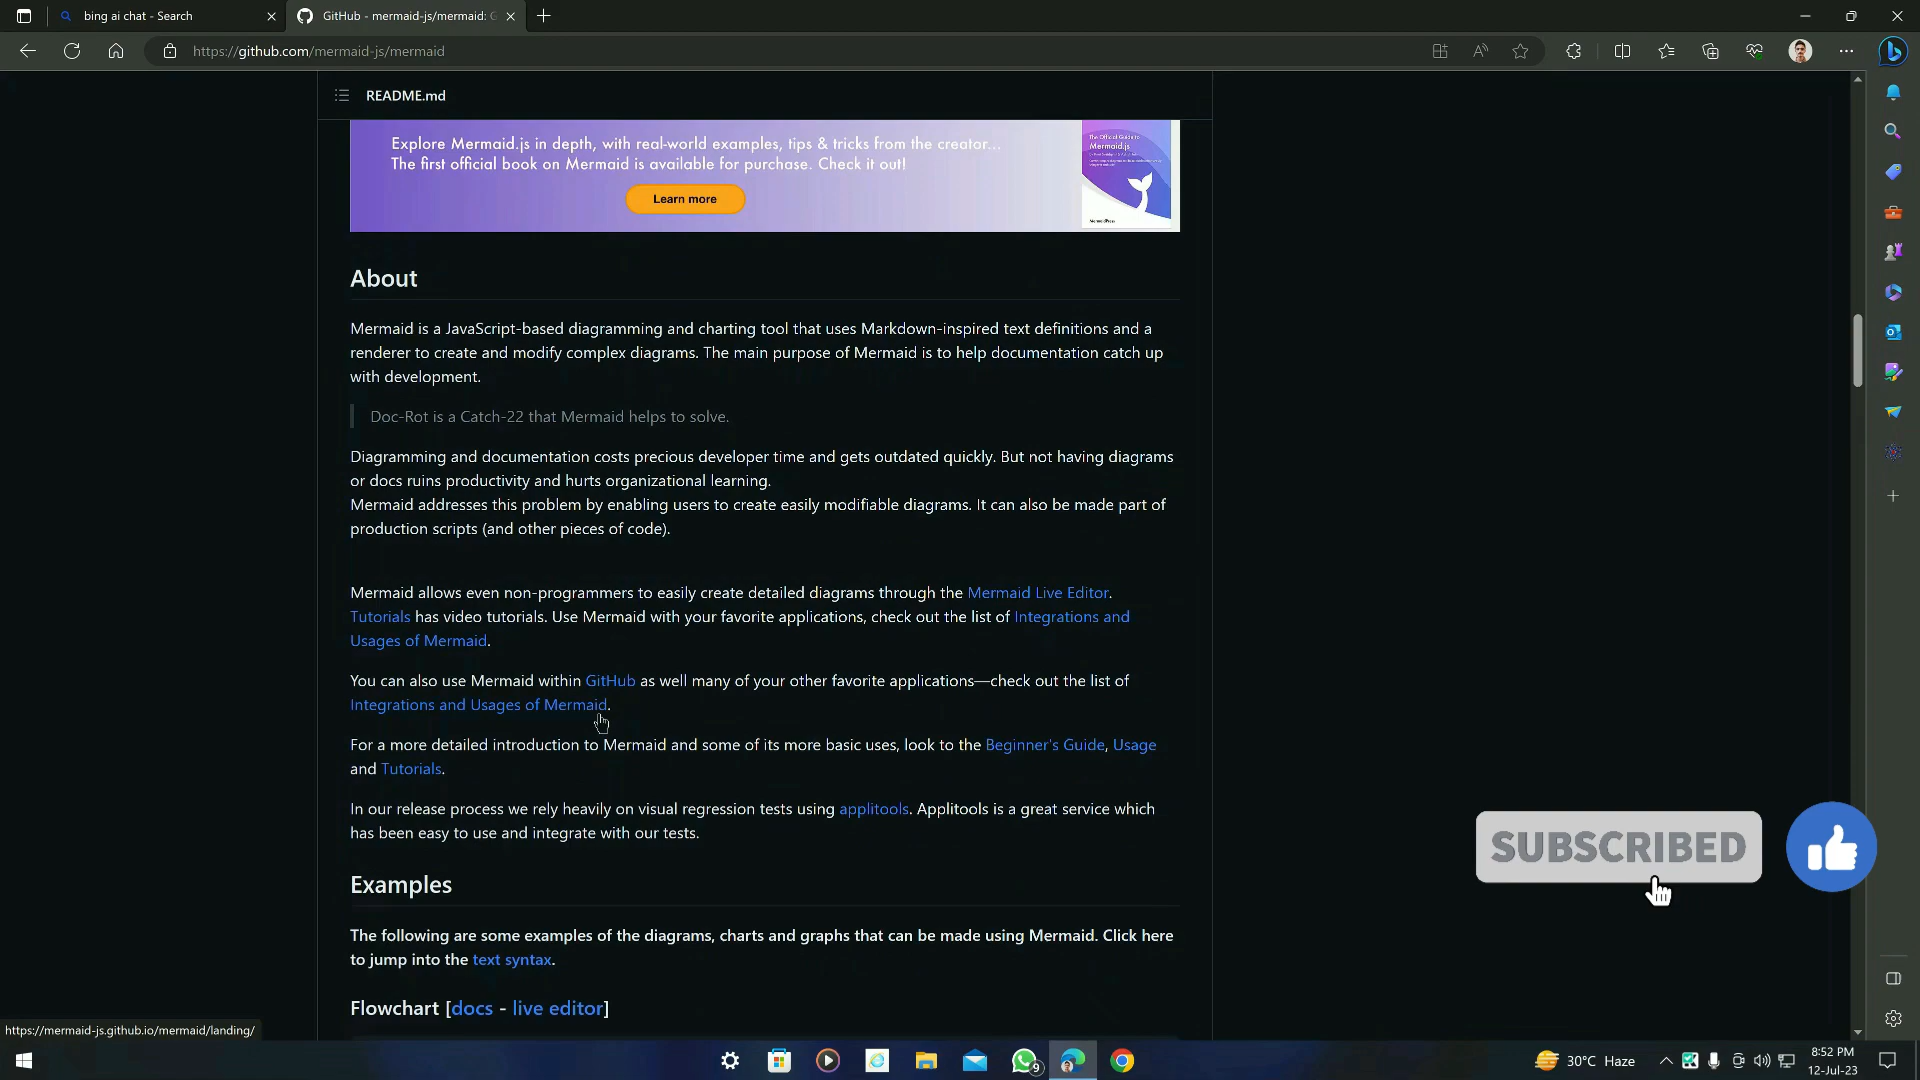 bing ai chat - Search
GitHub - mermaid-js/mermaid: G
https://github.com/mermaid-js/mermaid
README.md
Explore Mermaid.js in depth, with real-world examples, tips & tricks from the creator...
The first official book on Mermaid is available for purchase. Check it out!
Learn more
The Official Guide to
Mermaid.js
About
Mermaid is a JavaScript-based diagramming and charting tool that uses Markdown-inspired text definitions and a
renderer to create and modify complex diagrams. The main purpose of Mermaid is to help documentation catch up
with development.
Doc-Rot is a Catch-22 that Mermaid helps to solve.
Diagramming and documentation costs precious developer time and gets outdated quickly. But not having diagrams
or docs ruins productivity and hurts organizational learning.
Mermaid addresses this problem by enabling users to create easily modifiable diagrams. It can also be made part of
production scripts (and other pieces of code).
Mermaid allows even non-programmers to easily create detailed diagrams through the Mermaid Live Editor.
Tutorials has video tutorials. Use Mermaid with your favorite applications, check out the list of Integrations and
Usages of Mermaid.
You can also use Mermaid within GitHub as well many of your other favorite applications—check out the list of
Integrations and Usages of Mermaid.
For a more detailed introduction to Mermaid and some of its more basic uses, look to the Beginner's Guide, Usage
and Tutorials.
In our release process we rely heavily on visual regression tests using applitools. Applitools is a great service which
has been easy to use and integrate with our tests.
SUBSCRIBED
Examples
The following are some examples of the diagrams, charts and graphs that can be made using Mermaid. Click here
to jump into the text syntax.
Flowchart [docs - live editor]
https://mermaid-js.github.io/mermaid/landing/
9
30°C Haze
8:52 PM
12-Jul-23